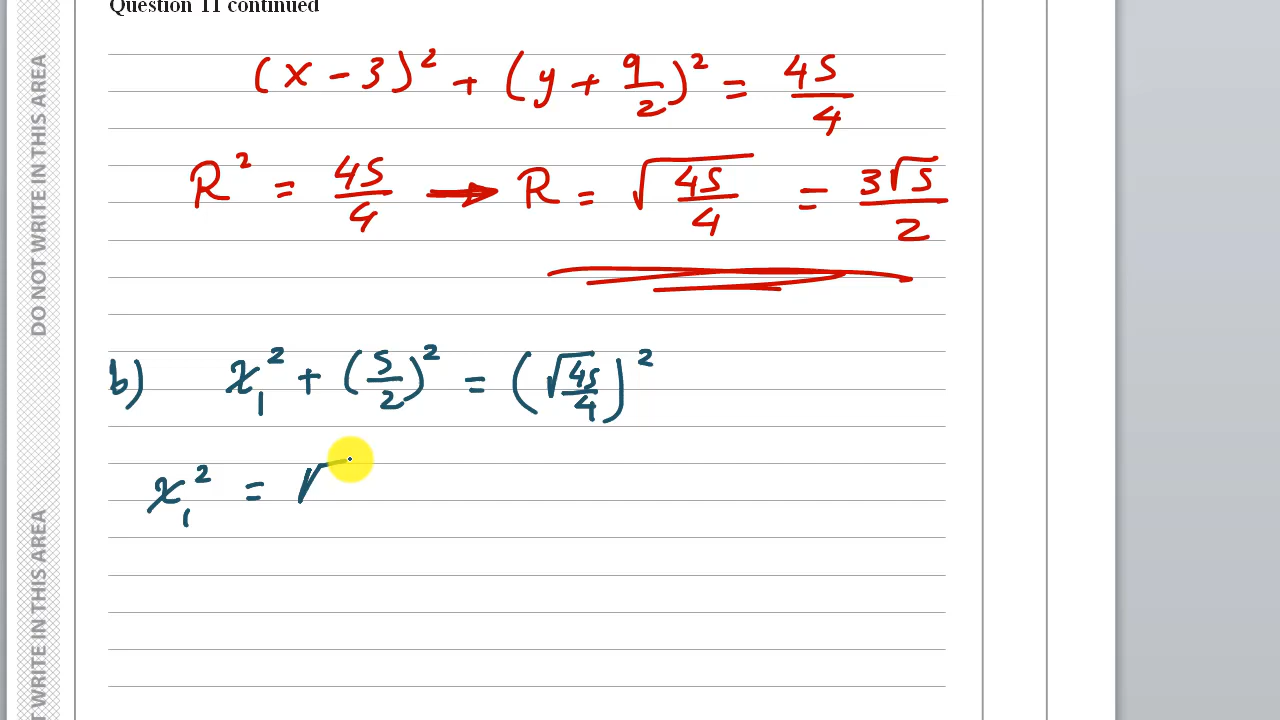 Question 11 continued
(x - 3)² + (y + 9/2)² = 45/4
R² = 45/4 → R = √(45/4) = 3√5/2
b) x₁² + (5/2)² = (√(45/4))²
x₁² = √
DO NOT WRITE IN THIS AREA
T WRITE IN THIS AREA